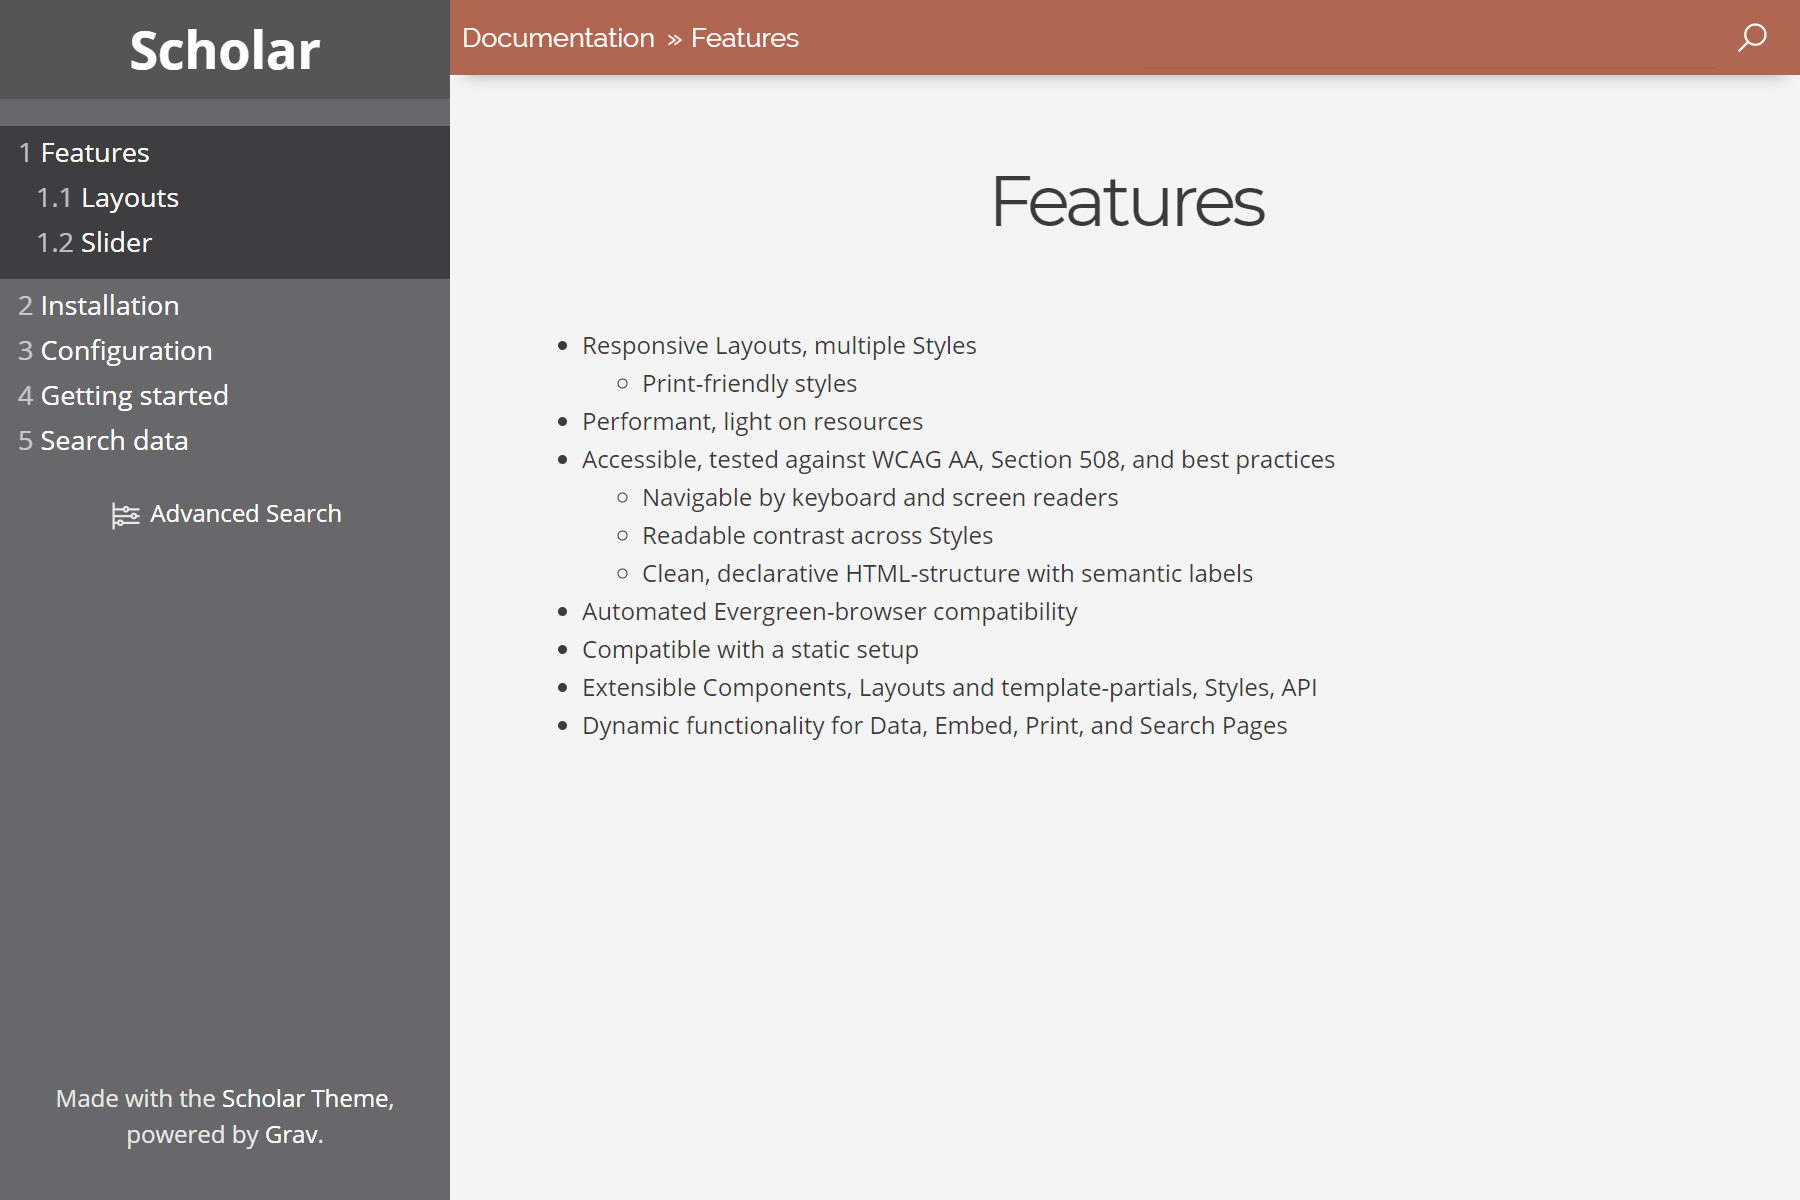 Scholar
1 Features
1.1 Layouts
1.2 Slider
2 Installation
3 Configuration
4 Getting started
5 Search data
Advanced Search
Made with the Scholar Theme,
powered by Grav.
Documentation » Features
Features
Responsive Layouts, multiple Styles
Print-friendly styles
Performant, light on resources
Accessible, tested against WCAG AA, Section 508, and best practices
Navigable by keyboard and screen readers
Readable contrast across Styles
Clean, declarative HTML-structure with semantic labels
Automated Evergreen-browser compatibility
Compatible with a static setup
Extensible Components, Layouts and template-partials, Styles, API
Dynamic functionality for Data, Embed, Print, and Search Pages